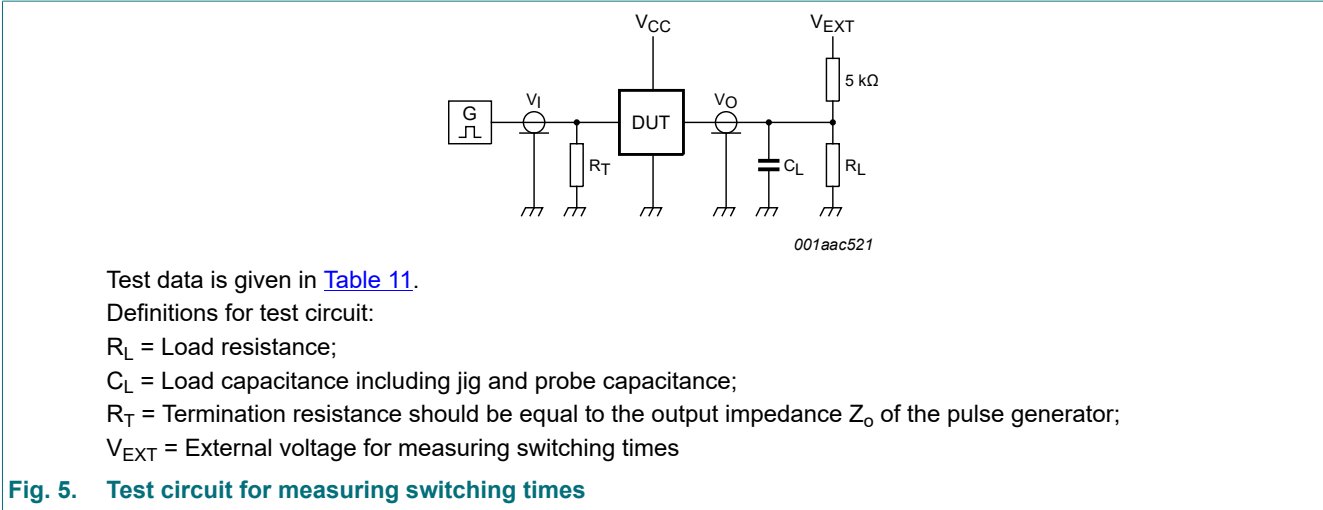 VCC
VEXT
5 kΩ
G
VI
DUT
VO
RT
CL
RL
001aac521
Test data is given in Table 11.
Definitions for test circuit:
RL = Load resistance;
CL = Load capacitance including jig and probe capacitance;
RT = Termination resistance should be equal to the output impedance Zo of the pulse generator;
VEXT = External voltage for measuring switching times
Fig. 5. Test circuit for measuring switching times